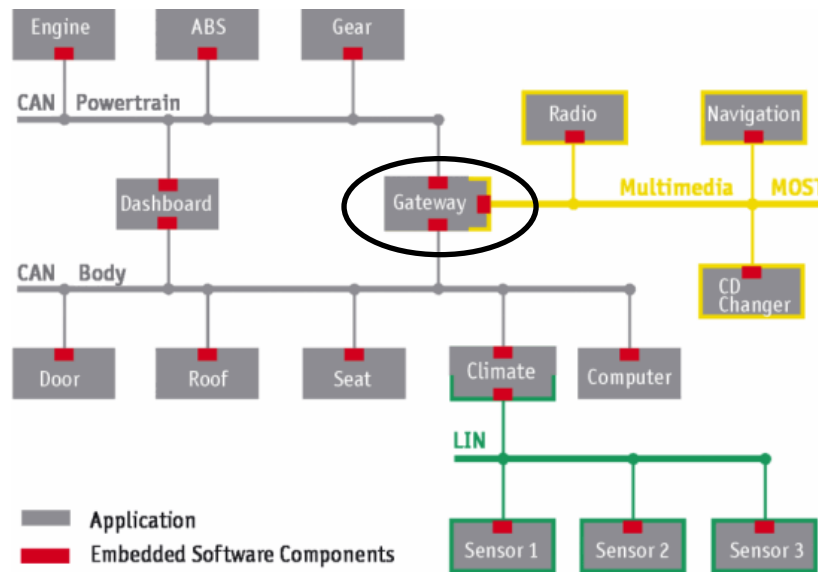 Engine
ABS
Gear
CAN Powertrain
Radio
Navigation
Dashboard
Gateway
Multimedia
MOST
CAN Body
CD
Changer
Door
Roof
Seat
Climate
Computer
LIN
Application
Embedded Software Components
Sensor 1
Sensor 2
Sensor 3